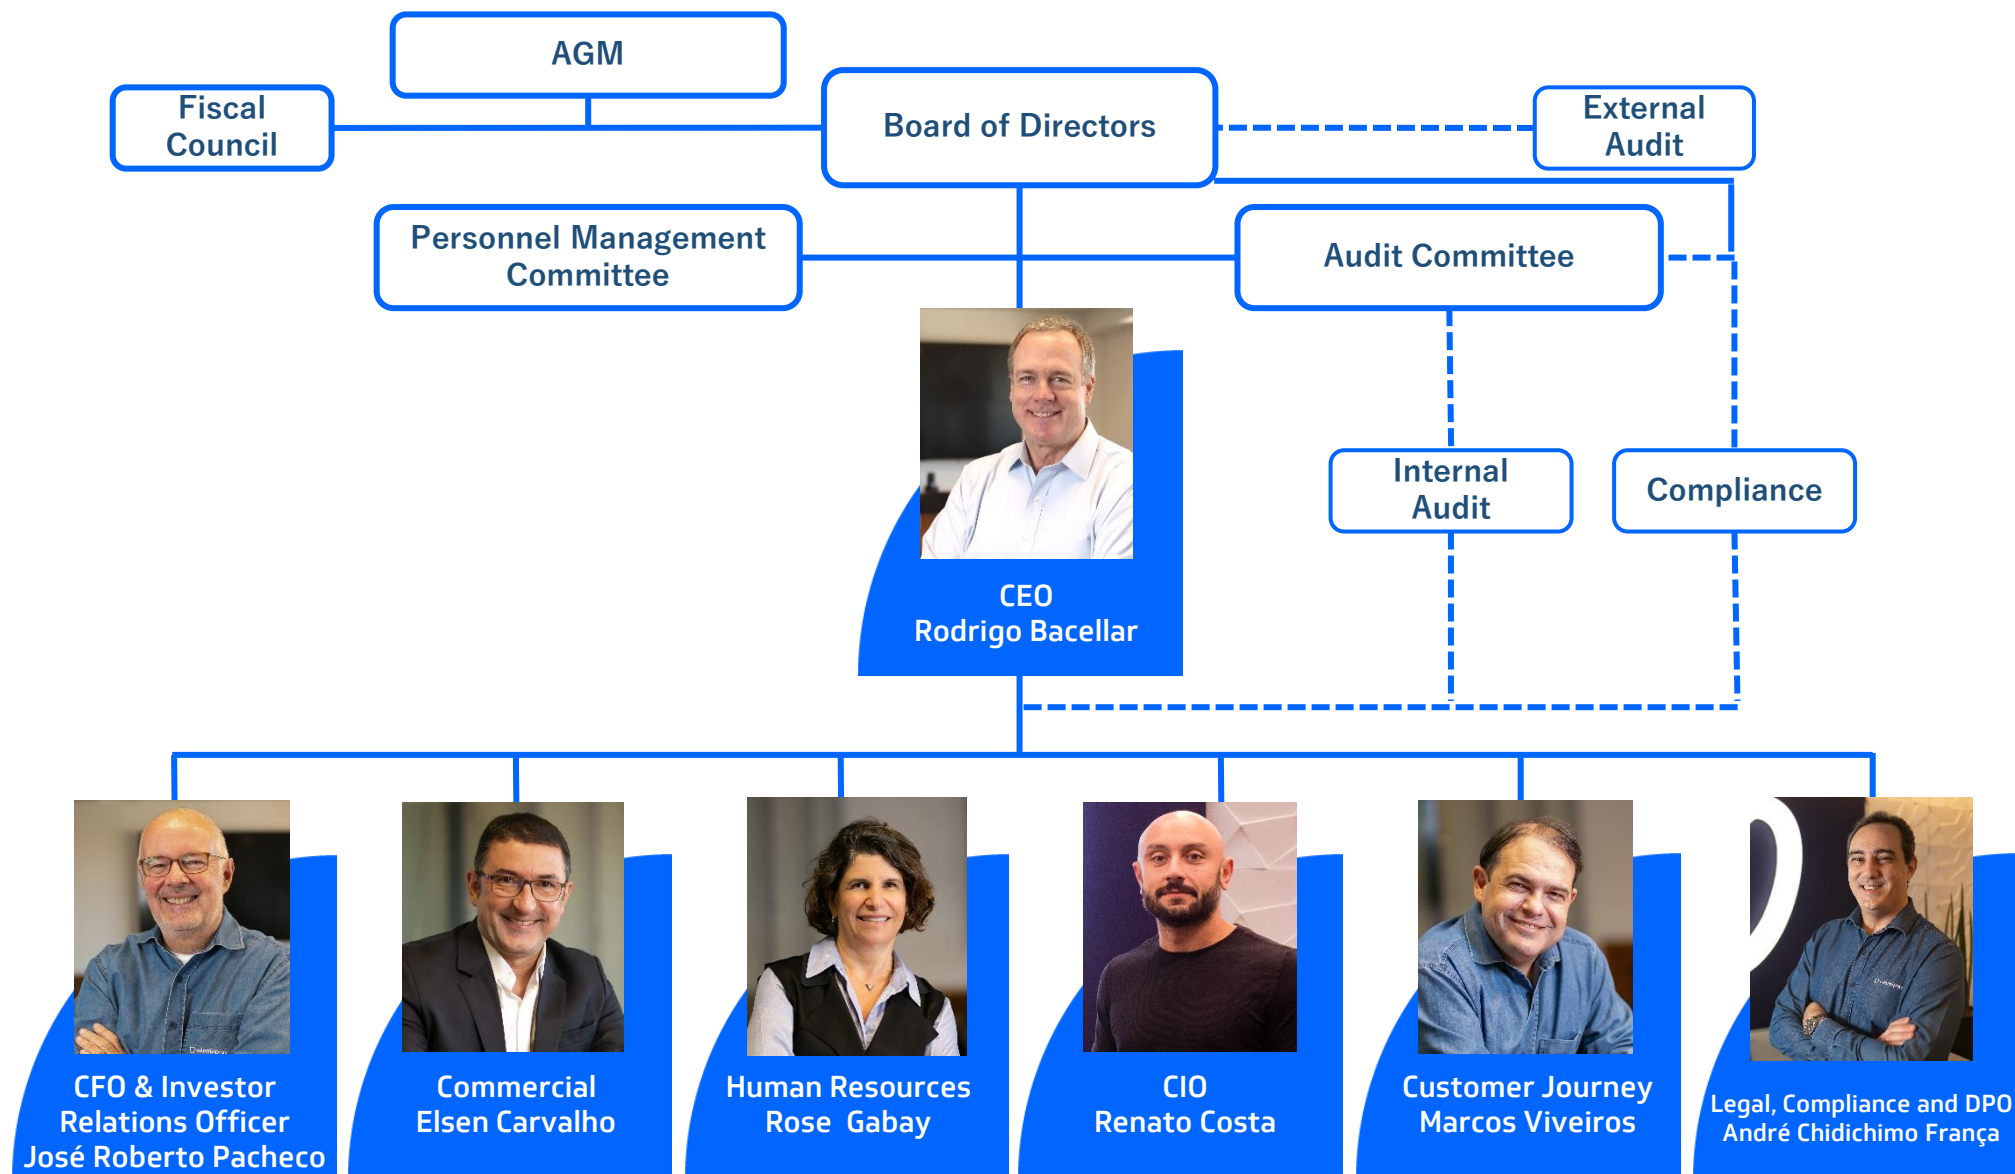 AGM
Fiscal
Council
Board of Directors
External
Audit
Personnel Management
Committee
Audit Committee
Internal
Audit
Compliance
CEO
Rodrigo Bacellar
CFO & Investor
Relations Officer
José Roberto Pacheco
Commercial
Elsen Carvalho
Human Resources
Rose Gabay
CIO
Renato Costa
Customer Journey
Marcos Viveiros
Legal, Compliance and DPO
André Chidichimo França